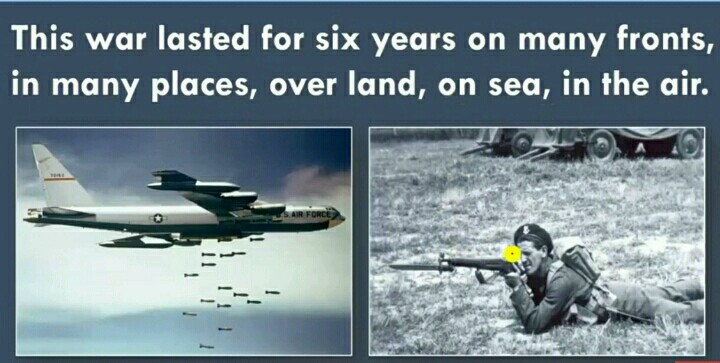 This war lasted for six years on many fronts,
in many places, over land, on sea, in the air.
U.S. AIR FORCE